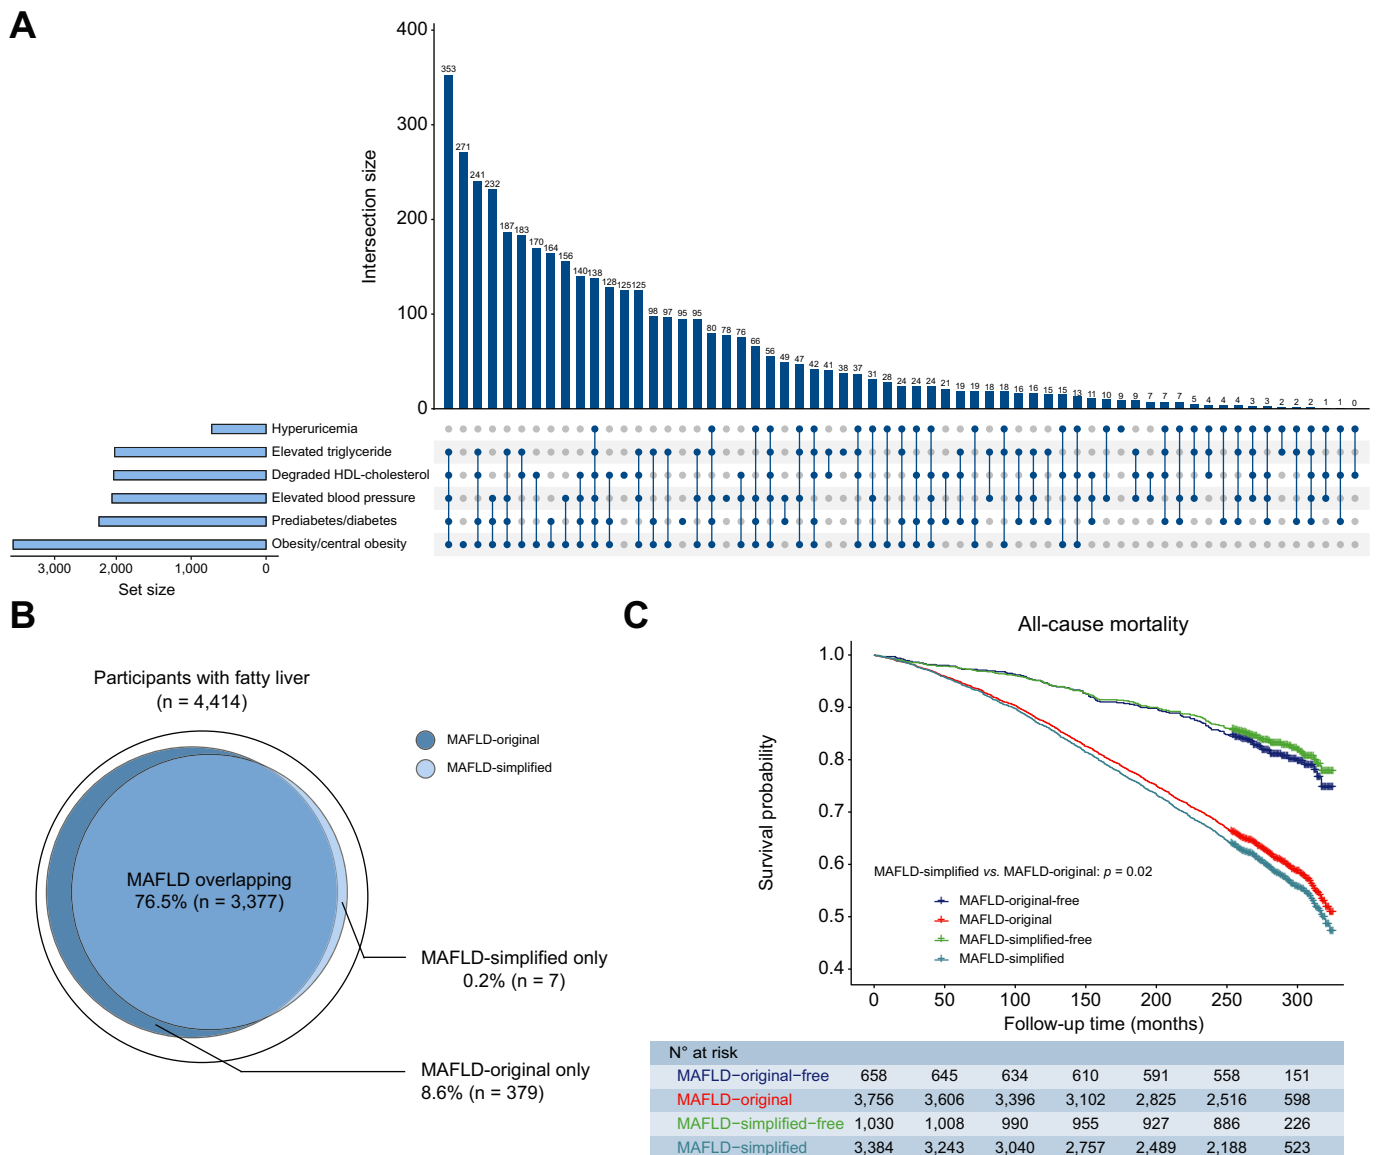 A
400
300
200
100
0
Intersection size
353 271 241 232 187 183 170 164 156 140 138 128 125 125 98 97 95 95 80 78 76 66 56 49 47 42 41 38 37 31 28 24 24 24 21 19 19 18 18 16 16 15 15 13 11 10 9 9 7 7 7 5 4 4 4 3 3 2 2 2 1 1 0
Hyperuricemia
Elevated triglyceride
Degraded HDL-cholesterol
Elevated blood pressure
Prediabetes/diabetes
Obesity/central obesity
3,000 2,000 1,000 0
Set size
B
Participants with fatty liver
(n = 4,414)
MAFLD-original
MAFLD-simplified
MAFLD overlapping
76.5% (n = 3,377)
MAFLD-simplified only
0.2% (n = 7)
MAFLD-original only
8.6% (n = 379)
C
All-cause mortality
1.0
0.9
0.8
0.7
0.6
0.5
0.4
Survival probability
MAFLD-simplified vs. MAFLD-original: p = 0.02
MAFLD-original-free
MAFLD-original
MAFLD-simplified-free
MAFLD-simplified
0 50 100 150 200 250 300
Follow-up time (months)
N° at risk
MAFLD−original−free 658 645 634 610 591 558 151
MAFLD−original 3,756 3,606 3,396 3,102 2,825 2,516 598
MAFLD−simplified−free 1,030 1,008 990 955 927 886 226
MAFLD−simplified 3,384 3,243 3,040 2,757 2,489 2,188 523